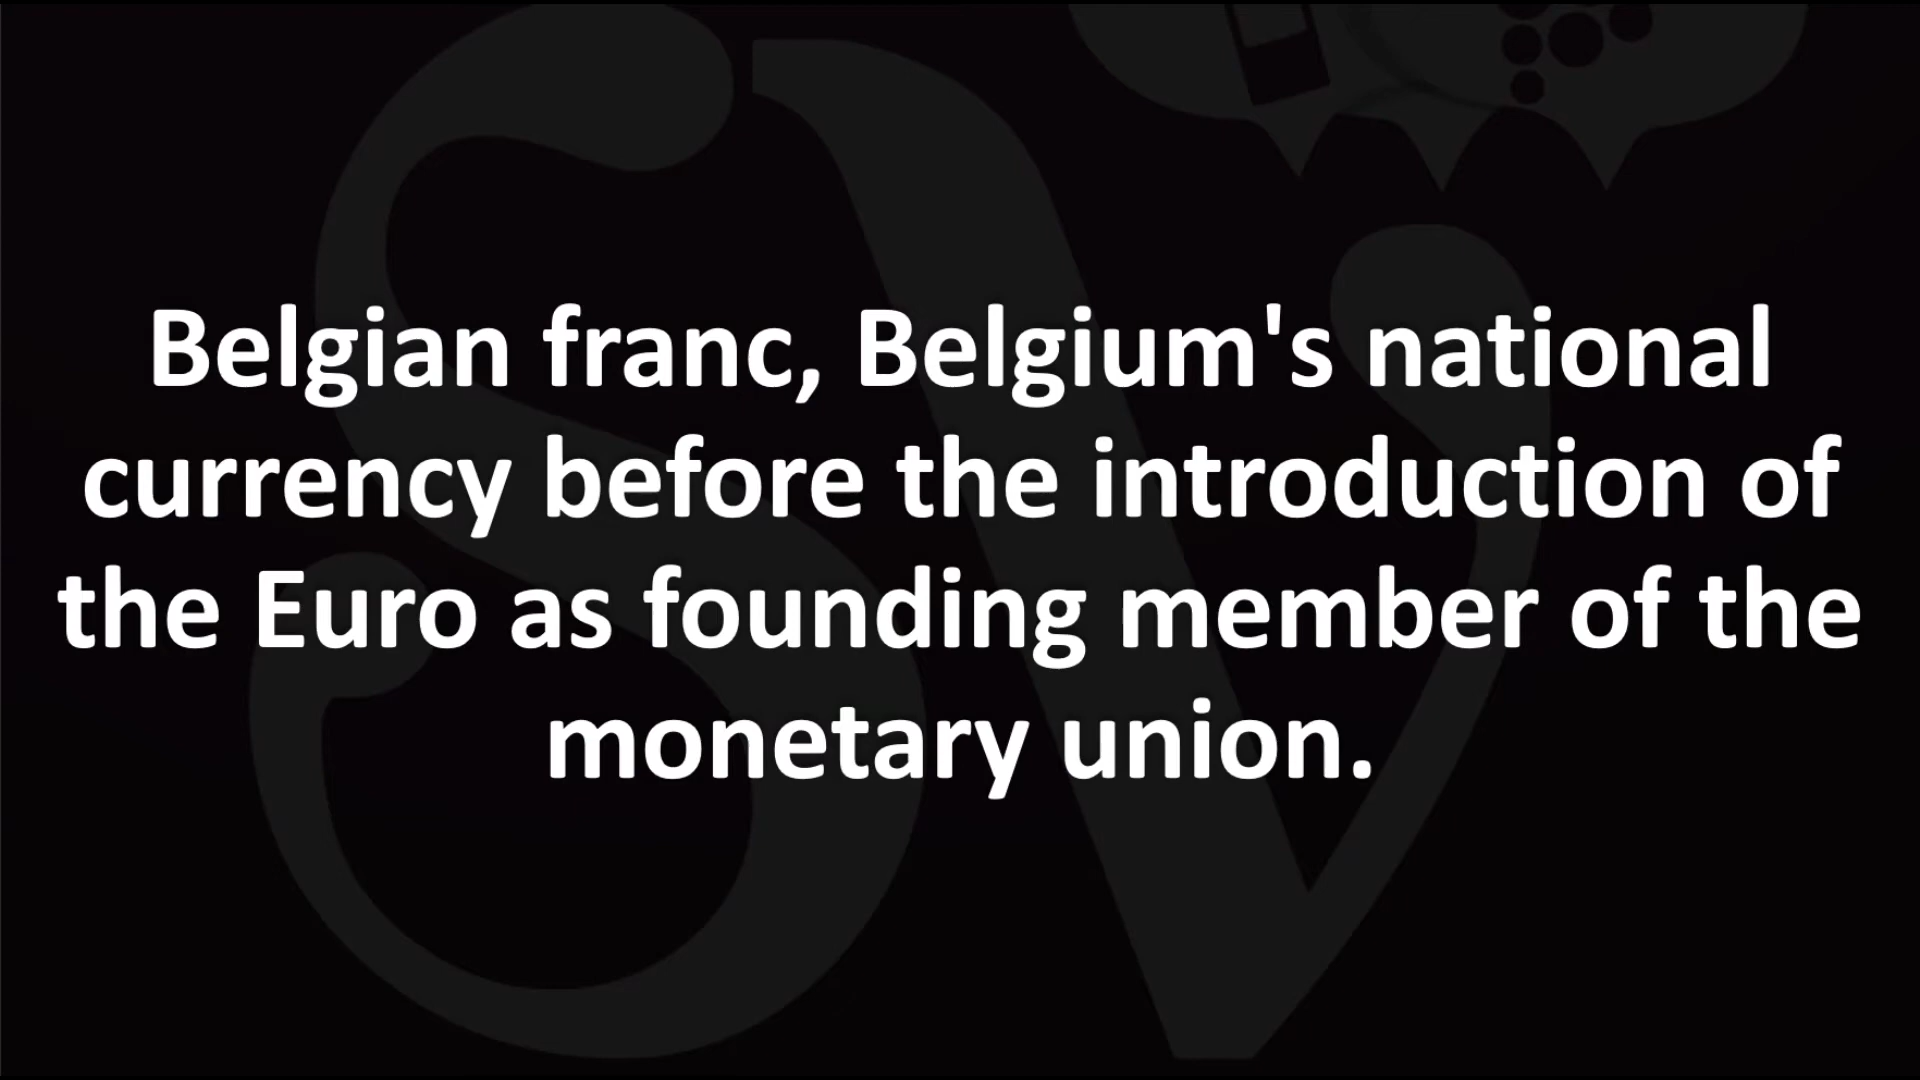 Belgian franc, Belgium's national
currency before the introduction of
the Euro as founding member of the
monetary union.